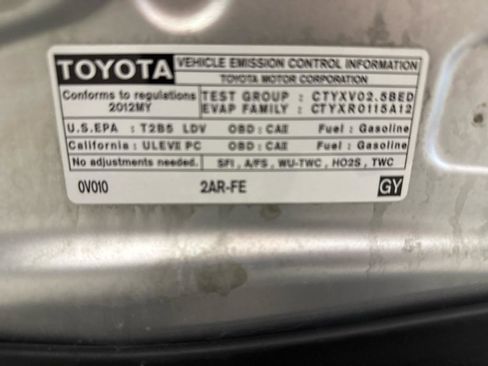 TOYOTA VEHICLE EMISSION CONTROL INFORMATION
TOYOTA MOTOR CORPORATION
Conforms to regulations TEST GROUP : CTYXV02.5BED
2012MY EVAP FAMILY : CTYXR0115A12
U.S.EPA : T2B5 LDV OBD : CAII Fuel : Gasoline
California : ULEVII PC OBD : CAII Fuel : Gasoline
No adjustments needed. SFI , A/FS , WU-TWC , HO2S , TWC
0V010 2AR-FE GY